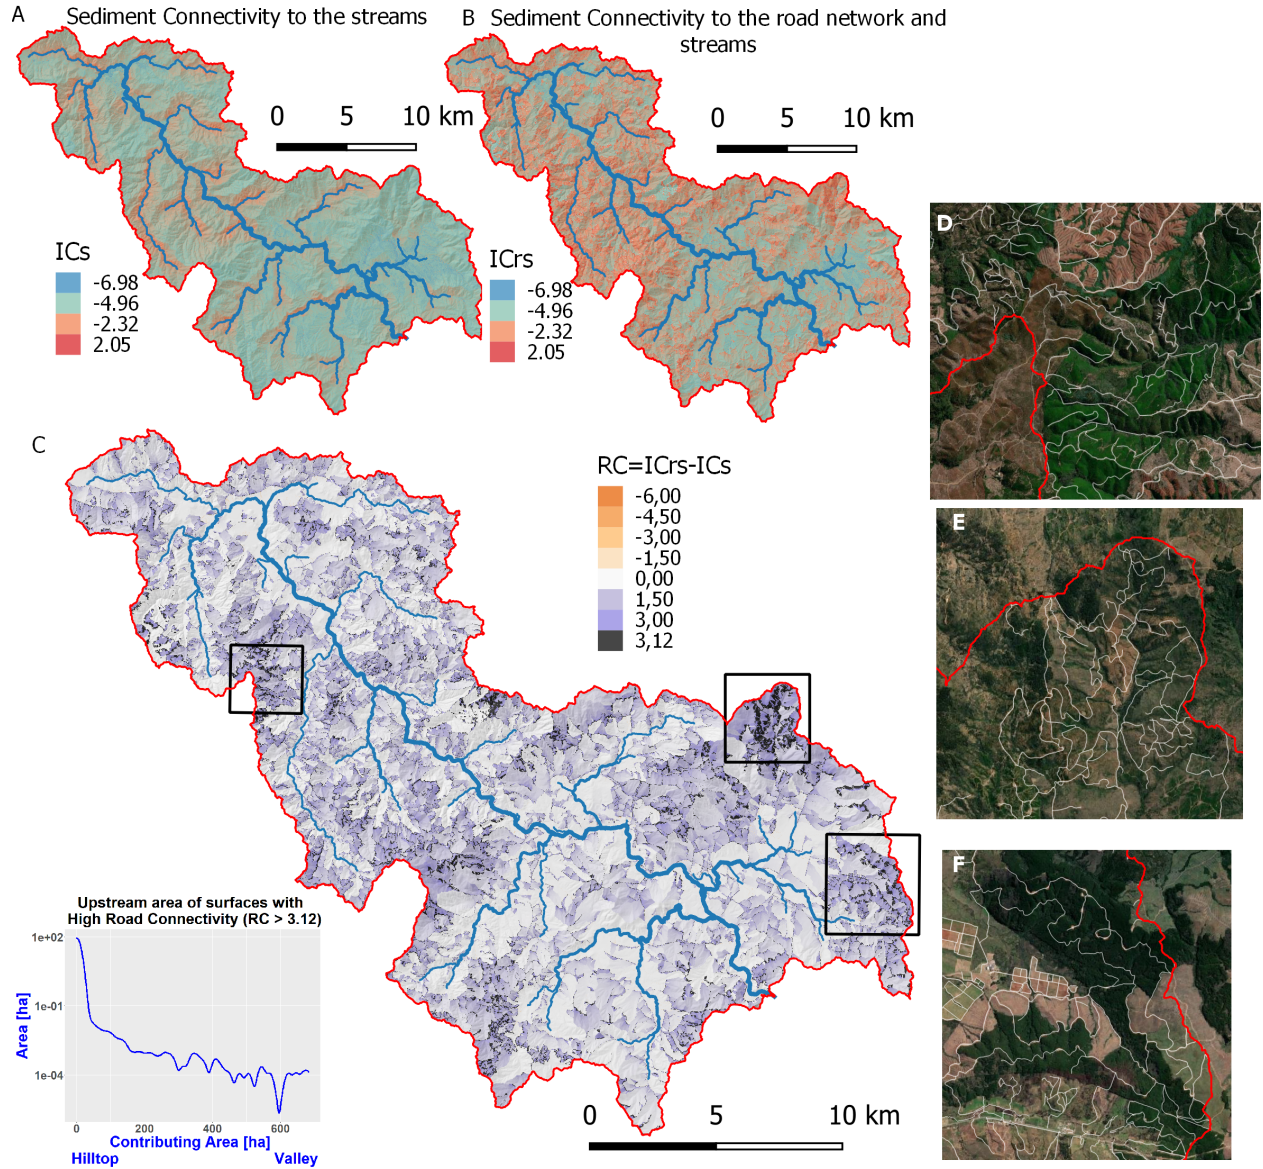 A
Sediment Connectivity to the streams
B
Sediment Connectivity to the road network and
streams
0 5 10 km
0 5 10 km
ICs
-6.98
-4.96
-2.32
2.05
ICrs
-6.98
-4.96
-2.32
2.05
D
C
RC=ICrs-ICs
-6,00
-4,50
-3,00
-1,50
0,00
1,50
3,00
3,12
E
F
Upstream area of surfaces with
High Road Connectivity (RC > 3.12)
Area [ha]
1e+02
1e-01
1e-04
0 200 400 600
Contributing Area [ha]
Hilltop Valley
0 5 10 km